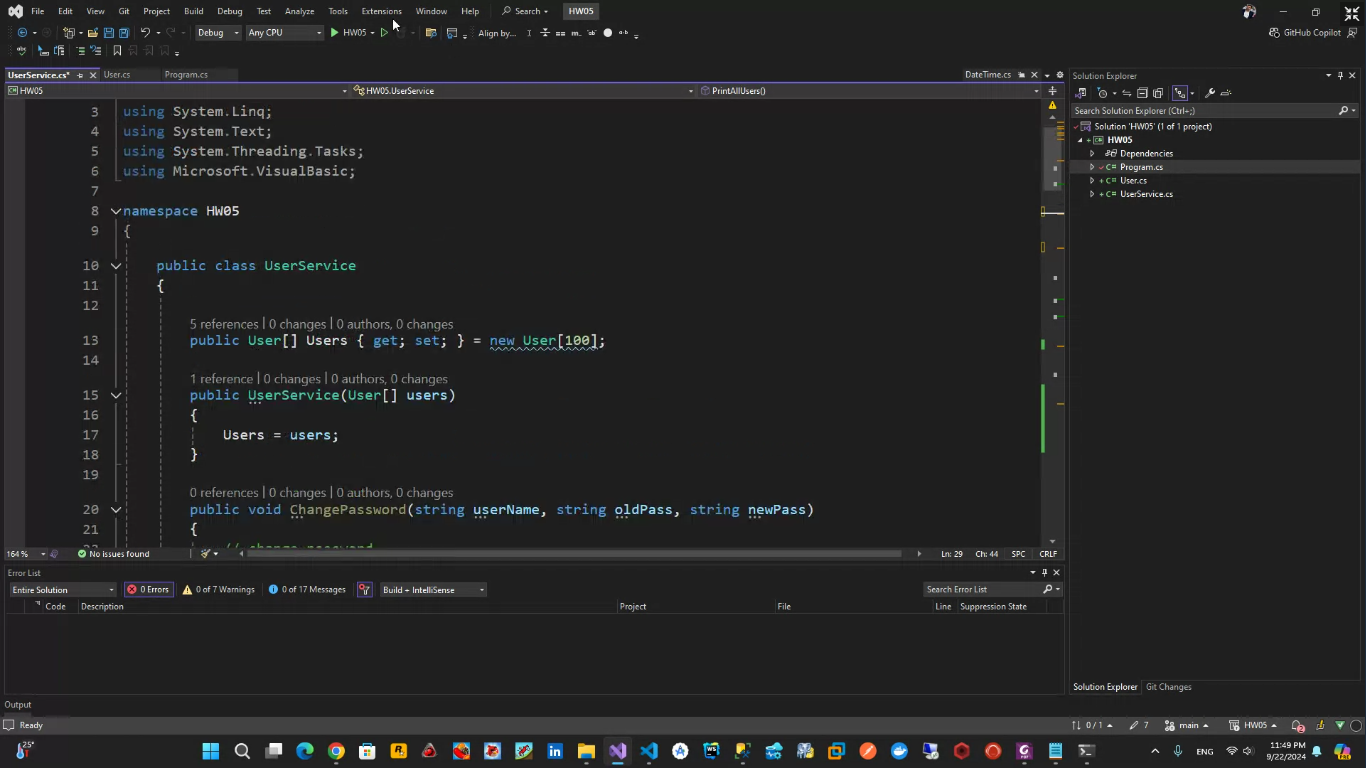 File Edit View Git Project Build Debug Test Analyze Tools Extensions Window Help Search HW05
Debug Any CPU HW05 Align by... GitHub Copilot
UserService.cs* User.cs Program.cs DateTime.cs
HW05 HW05.UserService PrintAllUsers()
3 using System.Linq;
4 using System.Text;
5 using System.Threading.Tasks;
6 using Microsoft.VisualBasic;
7
8 namespace HW05
9 {
10 public class UserService
11 {
12
5 references | 0 changes | 0 authors, 0 changes
13 public User[] Users { get; set; } = new User[100];
14
1 reference | 0 changes | 0 authors, 0 changes
15 public UserService(User[] users)
16 {
17 Users = users;
18 }
19
0 references | 0 changes | 0 authors, 0 changes
20 public void ChangePassword(string userName, string oldPass, string newPass)
21 {
// change password
164 % No issues found Ln: 29 Ch: 44 SPC CRLF
Error List
Entire Solution 0 Errors 0 of 7 Warnings 0 of 17 Messages Build + IntelliSense Search Error List
Code Description Project File Line Suppression State
Output
Ready 0 / 1 7 main HW05 2
Solution Explorer
Search Solution Explorer (Ctrl+;)
Solution 'HW05' (1 of 1 project)
HW05
Dependencies
C# Program.cs
C# User.cs
C# UserService.cs
Solution Explorer Git Changes
25° ENG 11:49 PM
9/22/2024